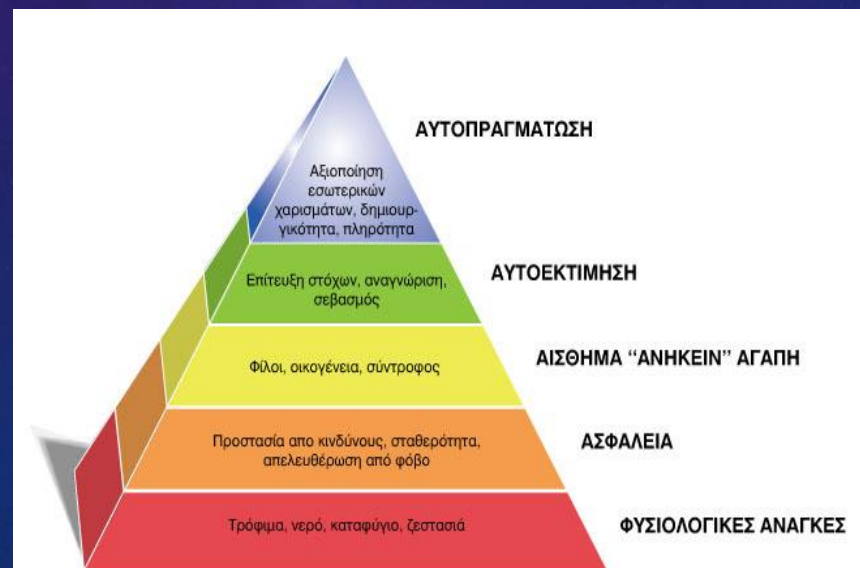 ΑΥΤΟΠΡΑΓΜΑΤΩΣΗ
Αξιοποίηση
εσωτερικών
χαρισμάτων, δημιουρ-
γικότητα, πληρότητα
ΑΥΤΟΕΚΤΙΜΗΣΗ
Επίτευξη στόχων, αναγνώριση,
σεβασμός
ΑΙΣΘΗΜΑ “ΑΝΗΚΕΙΝ” ΑΓΑΠΗ
Φίλοι, οικογένεια, σύντροφος
ΑΣΦΑΛΕΙΑ
Προστασία απο κινδύνους, σταθερότητα,
απελευθέρωση από φόβο
ΦΥΣΙΟΛΟΓΙΚΕΣ ΑΝΑΓΚΕΣ
Τρόφιμα, νερό, καταφύγιο, ζεστασιά